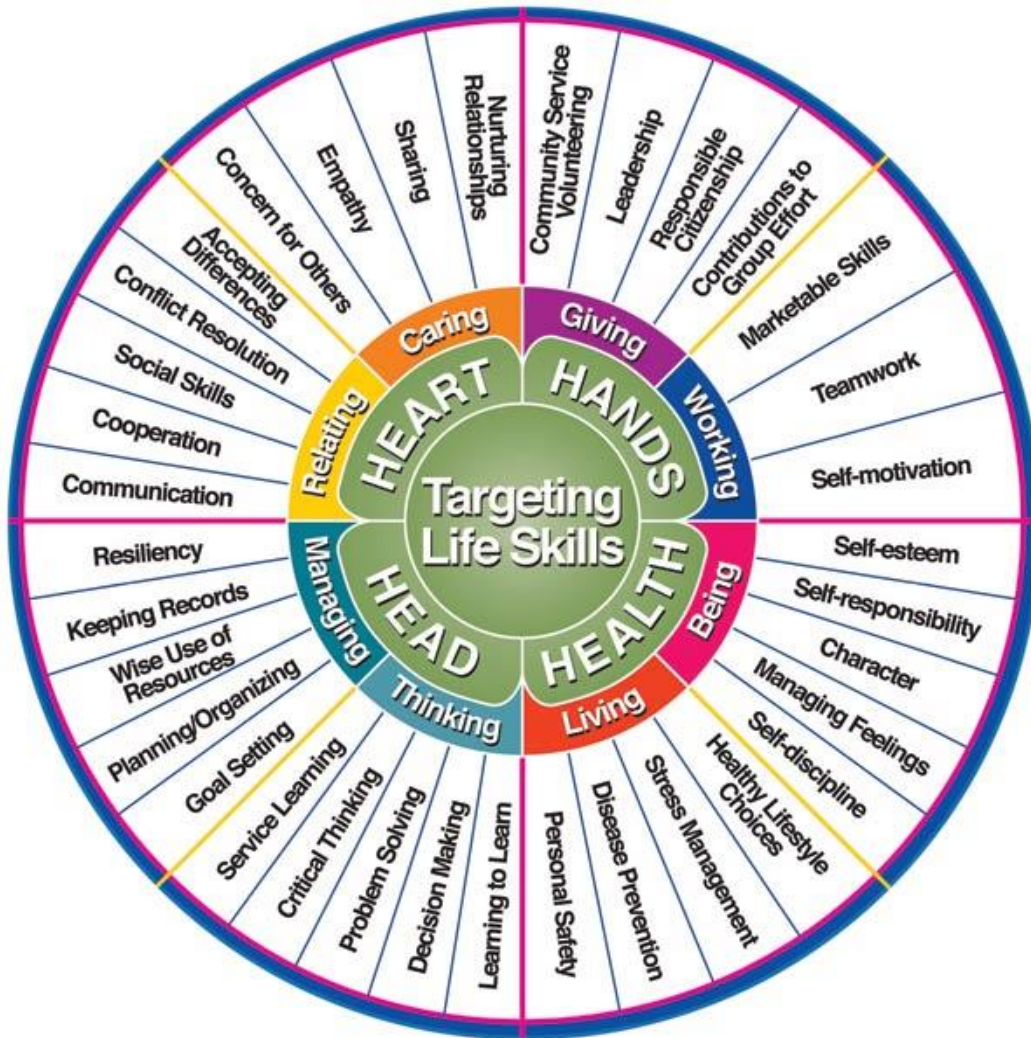 Targeting
Life Skills
HEART
HANDS
HEALTH
HEAD
Caring
Giving
Working
Being
Living
Thinking
Managing
Relating
Concern for Others
Empathy
Sharing
Nurturing
Relationships
Community Service
Volunteering
Leadership
Responsible
Citizenship
Contributions to
Group Effort
Marketable Skills
Teamwork
Self-motivation
Self-esteem
Self-responsibility
Character
Managing Feelings
Self-discipline
Healthy Lifestyle
Choices
Stress Management
Disease Prevention
Personal Safety
Learning to Learn
Decision Making
Problem Solving
Critical Thinking
Service Learning
Goal Setting
Planning/Organizing
Wise Use of
Resources
Keeping Records
Resiliency
Communication
Cooperation
Social Skills
Conflict Resolution
Accepting
Differences